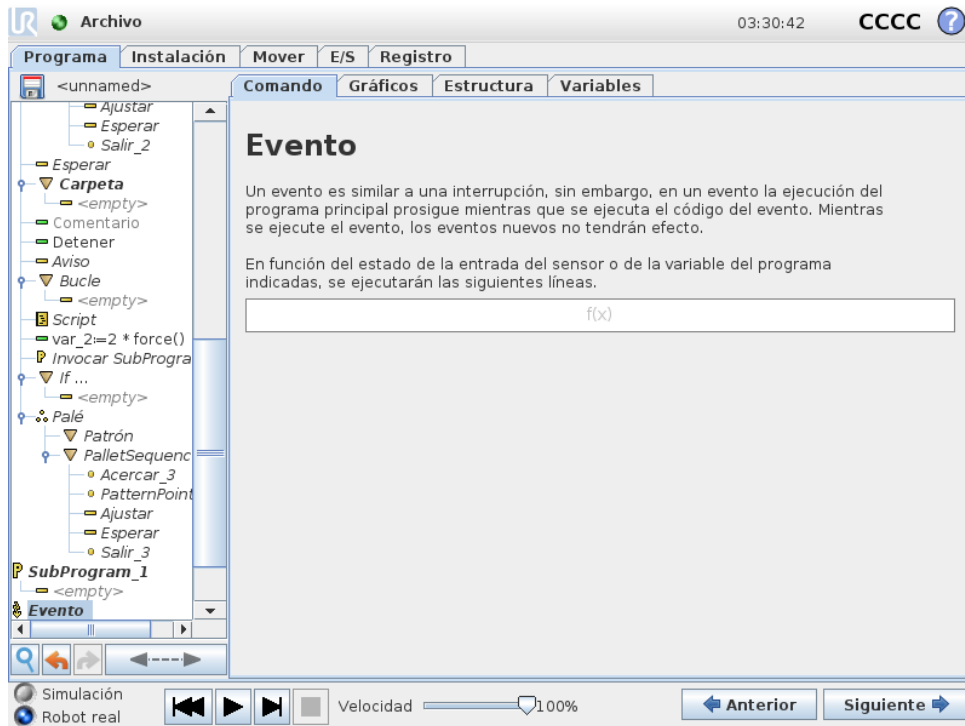 UR
Archivo
03:30:42
CCCC
?
Programa
Instalación
Mover
E/S
Registro
<unnamed>
Comando
Gráficos
Estructura
Variables
Ajustar
Esperar
Salir_2
Esperar
Carpeta
<empty>
Comentario
Detener
Aviso
Bucle
<empty>
Script
var_2:=2 * force()
Invocar SubProgra
If ...
<empty>
Palé
Patrón
PalletSequenc
Acercar_3
PatternPoint
Ajustar
Esperar
Salir_3
SubProgram_1
<empty>
Evento
Evento
Un evento es similar a una interrupción, sin embargo, en un evento la ejecución del
programa principal prosigue mientras que se ejecuta el código del evento. Mientras
se ejecute el evento, los eventos nuevos no tendrán efecto.
En función del estado de la entrada del sensor o de la variable del programa
indicadas, se ejecutarán las siguientes líneas.
f(x)
Simulación
Robot real
Velocidad
100%
Anterior
Siguiente